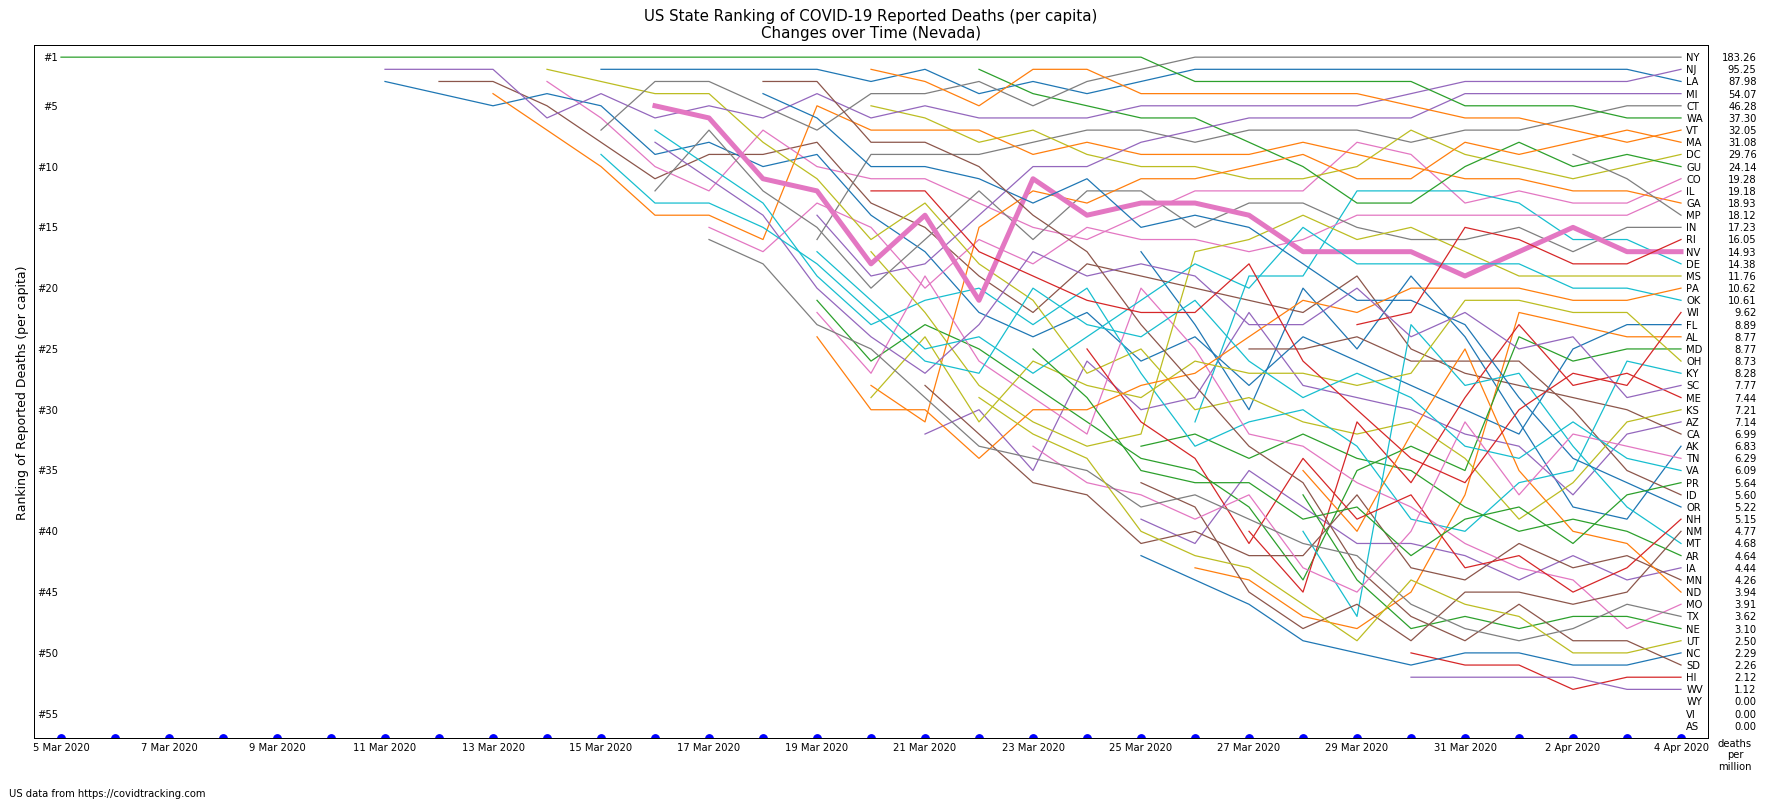 US State Ranking of COVID-19 Reported Deaths (per capita)
Changes over Time (Nevada)
Ranking of Reported Deaths (per capita)
#1
#5
#10
#15
#20
#25
#30
#35
#40
#45
#50
#55
NY 183.26
NJ 95.25
LA 87.98
MI 54.07
CT 46.28
WA 37.30
VT 32.05
MA 31.08
DC 29.76
GU 24.14
CO 19.28
IL 19.18
GA 18.93
MP 18.12
IN 17.23
RI 16.05
NV 14.93
DE 14.38
MS 11.76
PA 10.62
OK 10.61
WI 9.62
FL 8.89
AL 8.77
MD 8.77
OH 8.73
KY 8.28
SC 7.77
ME 7.44
KS 7.21
AZ 7.14
CA 6.99
AK 6.83
TN 6.29
VA 6.09
PR 5.64
ID 5.60
OR 5.22
NH 5.15
NM 4.77
MT 4.68
AR 4.64
IA 4.44
MN 4.26
ND 3.94
MO 3.91
TX 3.62
NE 3.10
UT 2.50
NC 2.29
SD 2.26
HI 2.12
WV 1.12
WY 0.00
VI 0.00
AS 0.00
5 Mar 2020 7 Mar 2020 9 Mar 2020 11 Mar 2020 13 Mar 2020 15 Mar 2020 17 Mar 2020 19 Mar 2020 21 Mar 2020 23 Mar 2020 25 Mar 2020 27 Mar 2020 29 Mar 2020 31 Mar 2020 2 Apr 2020 4 Apr 2020
deaths
per
million
US data from https://covidtracking.com